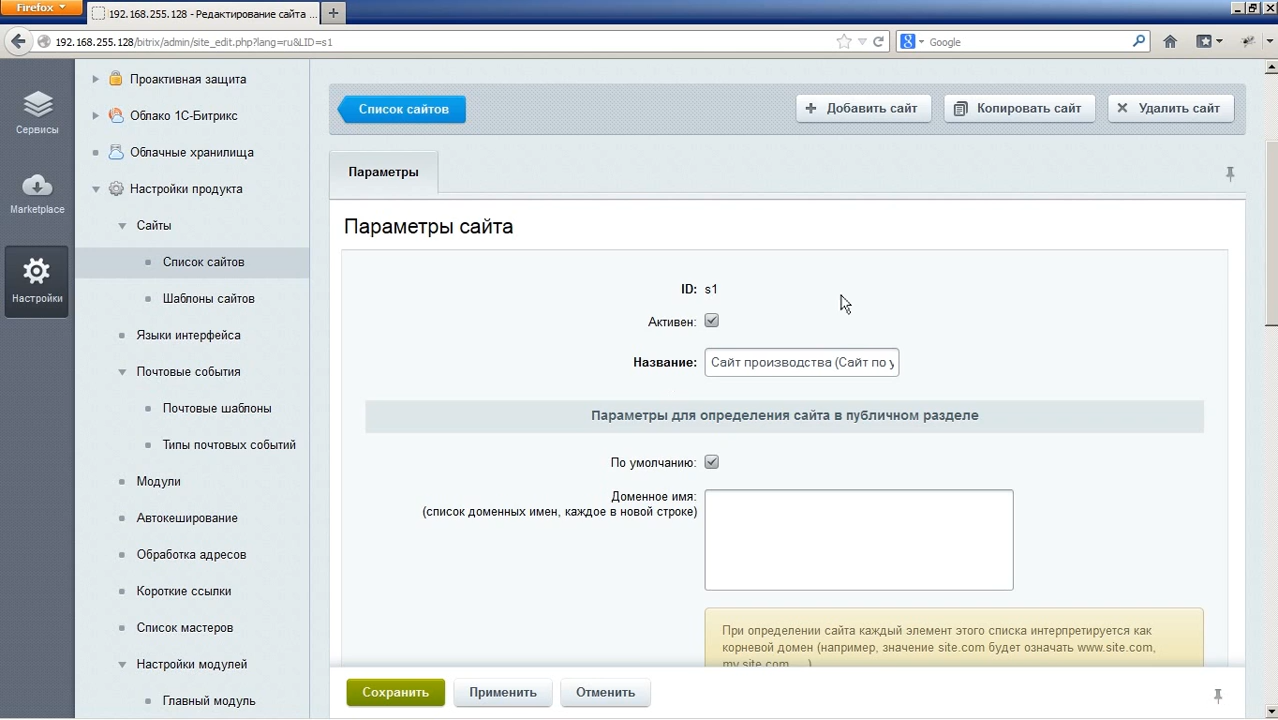 Firefox
192.168.255.128 - Редактирование сайта ...
192.168.255.128/bitrix/admin/site_edit.php?lang=ru&LID=s1
Google
Сервисы
Marketplace
Настройки
Проактивная защита
Облако 1С-Битрикс
Облачные хранилища
Настройки продукта
Сайты
Список сайтов
Шаблоны сайтов
Языки интерфейса
Почтовые события
Почтовые шаблоны
Типы почтовых событий
Модули
Автокеширование
Обработка адресов
Короткие ссылки
Список мастеров
Настройки модулей
Главный модуль
Список сайтов
Добавить сайт
Копировать сайт
Удалить сайт
Параметры
Параметры сайта
ID: s1
Активен:
Название: Сайт производства (Сайт по у
Параметры для определения сайта в публичном разделе
По умолчанию:
Доменное имя:
(список доменных имен, каждое в новой строке)
При определении сайта каждый элемент этого списка интерпретируется как
корневой домен (например, значение site.com будет означать www.site.com,
my.site.com, ...)
Сохранить
Применить
Отменить